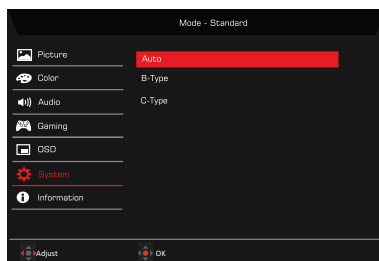 Mode - Standard
Picture
Auto
Color
B-Type
Audio
C-Type
Gaming
OSD
System
Information
Adjust
OK